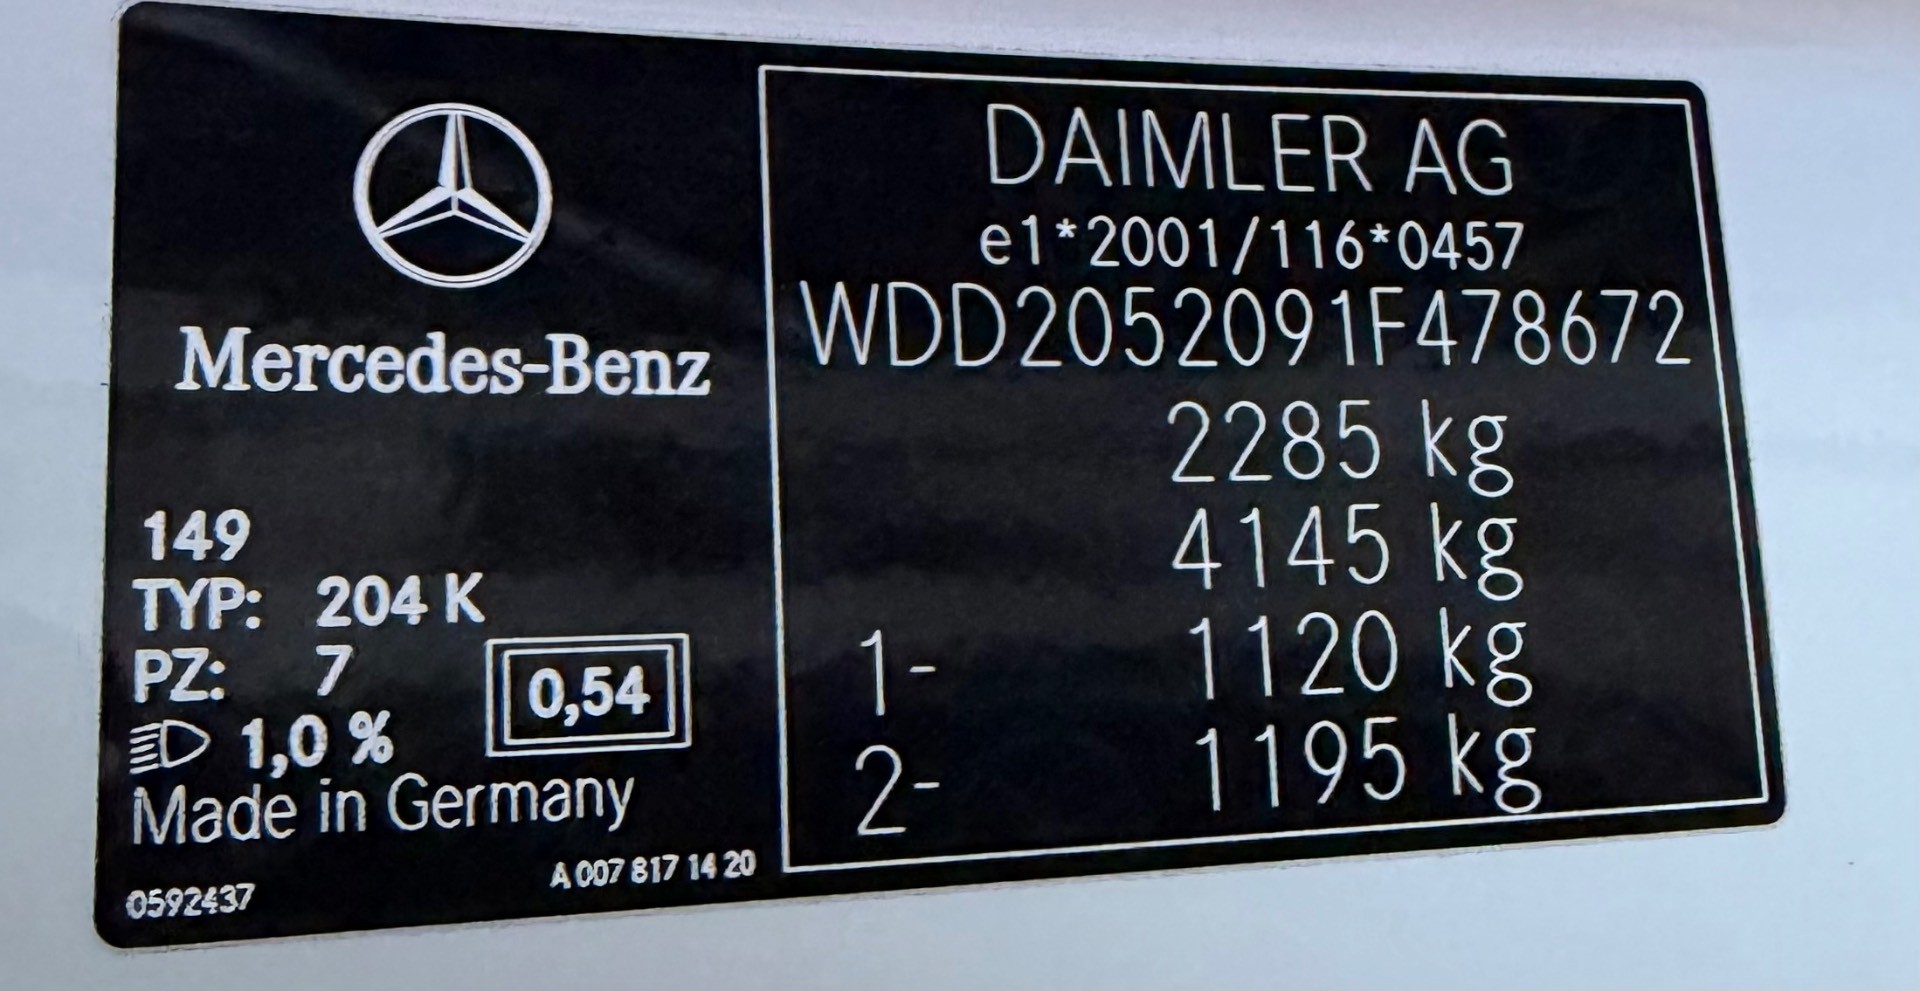 Mercedes-Benz
149
TYP: 204 K
PZ: 7
0,54
1,0 %
Made in Germany
A 007 817 14 20
0592437
DAIMLER AG
e1*2001/116*0457
WDD2052091F478672
2285 kg
4145 kg
1- 1120 kg
2- 1195 kg